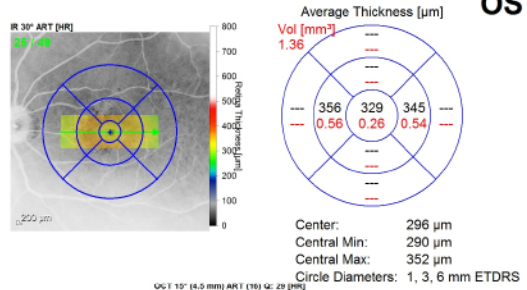 OS
IR 30° ART [HR]
25 / 49
800
700
600
500
400
300
200
100
0
Retina Thickness [µm]
200 µm
Average Thickness [µm]
Vol [mm³]
1.36
---
---
---
---
--- 356 329 345 ---
--- 0.56 0.26 0.54 ---
---
---
---
---
Center: 296 µm
Central Min: 290 µm
Central Max: 352 µm
Circle Diameters: 1, 3, 6 mm ETDRS
OCT 15° (4.5 mm) ART (16) Q: 29 [HR]